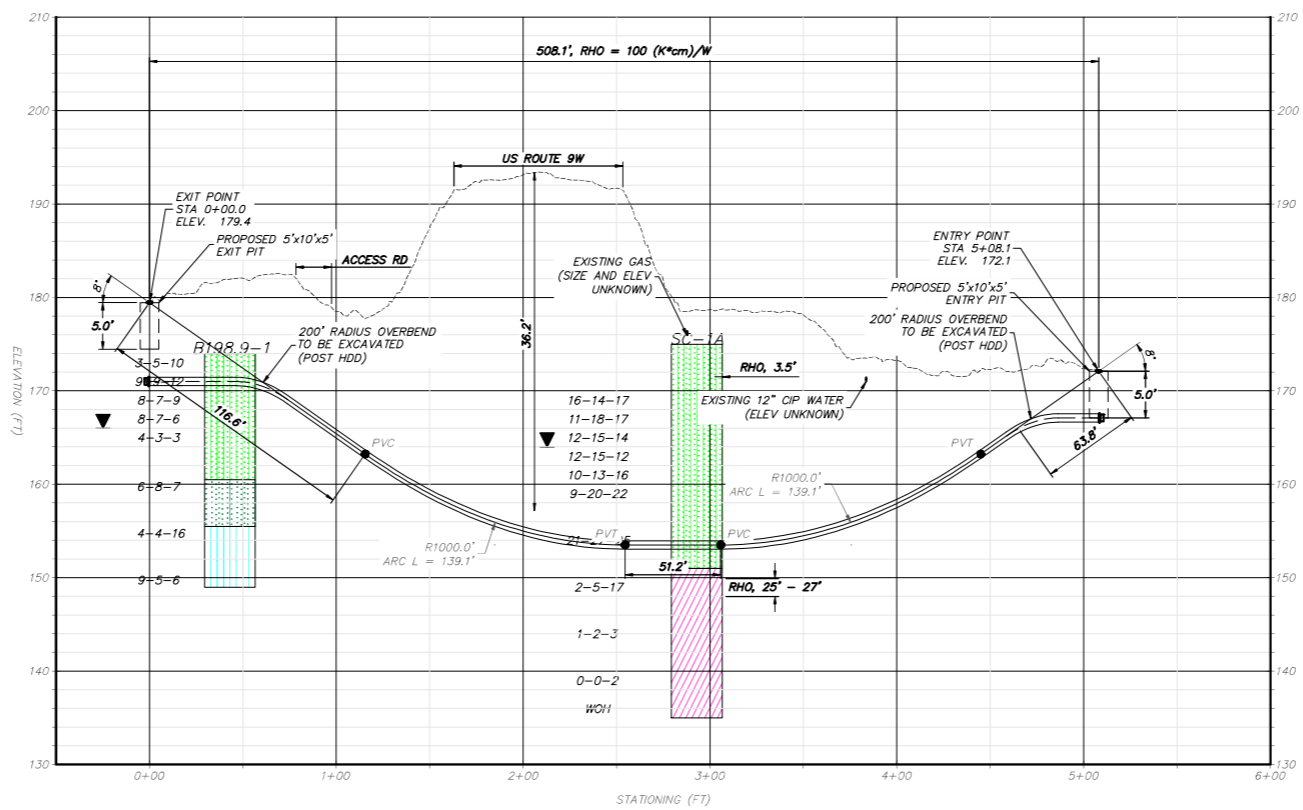 210
200
190
180
170
160
150
140
130
ELEVATION (FT)
508.1', RHO = 100 (K*cm)/W
US ROUTE 9W
EXIT POINT
STA 0+00.0
ELEV. 179.4
PROPOSED 5'x10'x5'
EXIT PIT
ACCESS RD
8°
5.0'
200' RADIUS OVERBEND
TO BE EXCAVATED
(POST HDD)
36.2'
EXISTING GAS
(SIZE AND ELEV
UNKNOWN)
ENTRY POINT
STA 5+08.1
ELEV. 172.1
PROPOSED 5'x10'x5'
ENTRY PIT
200' RADIUS OVERBEND
TO BE EXCAVATED
(POST HDD)
8°
5.0'
B198.9-1
3-5-10
8-7-9
8-7-6
4-3-3
6-8-7
4-4-16
9-5-6
116.6'
PVC
SC-1A
RHO, 3.5'
EXISTING 12" CIP WATER
(ELEV UNKNOWN)
16-14-17
11-18-17
12-15-14
12-15-12
10-13-16
9-20-22
2-5-17
1-2-3
0-0-2
WOH
R1000.0'
ARC L = 139.1'
PVT
51.2'
PVC
RHO, 25' - 27'
R1000.0'
ARC L = 139.1'
PVT
63.8'
210
200
190
180
170
160
150
140
130
ELEVATION (FT)
0+00
1+00
2+00
3+00
4+00
5+00
6+00
STATIONING (FT)